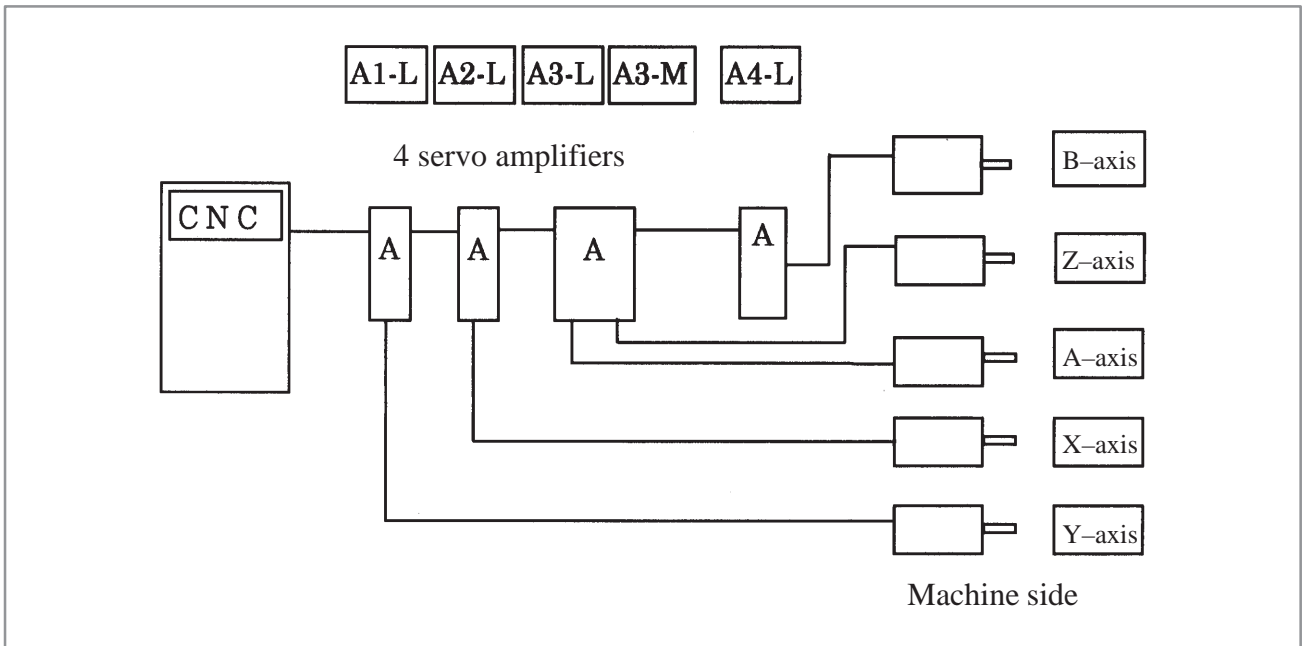 A1-L A2-L A3-L A3-M A4-L
4 servo amplifiers
B–axis
CNC
A A A A
Z–axis
A–axis
X–axis
Y–axis
Machine side